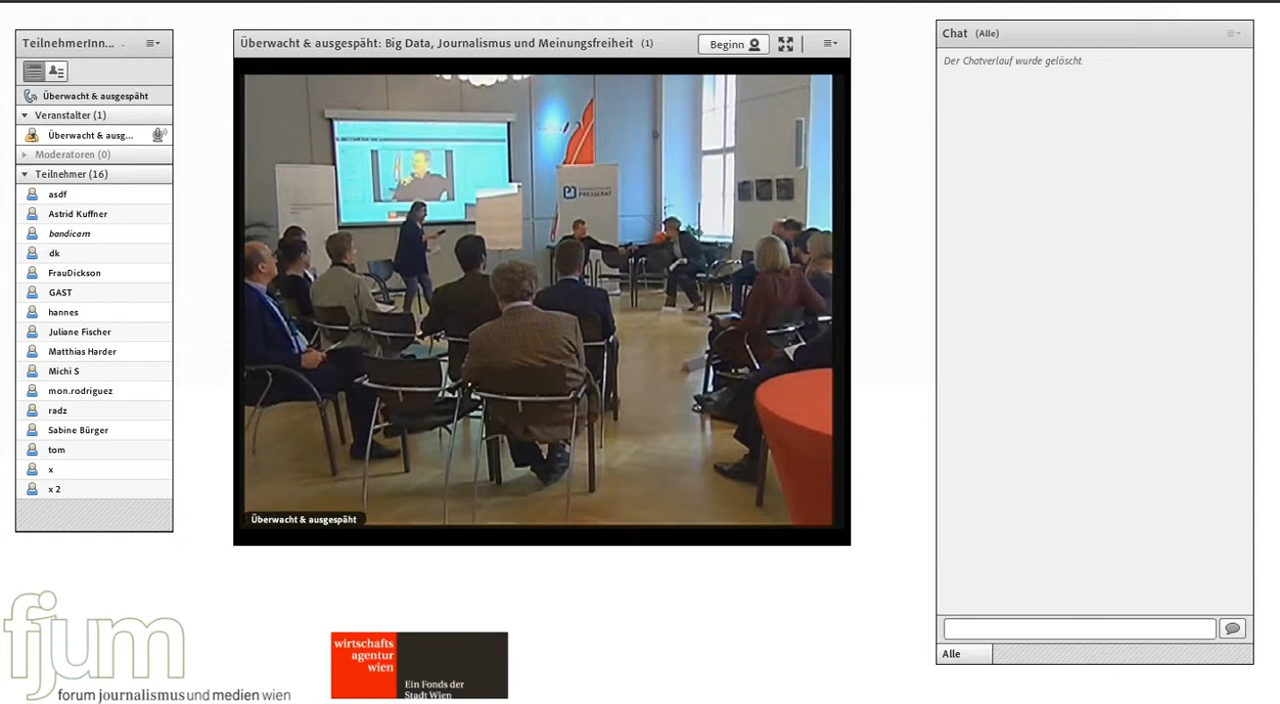 TeilnehmerInn... .
Überwacht & ausgespäht
Veranstalter (1)
Überwacht & ausg...
Moderatoren (0)
Teilnehmer (16)
asdf
Astrid Kuffner
bandicam
dk
FrauDickson
GAST
hannes
Juliane Fischer
Matthias Harder
Michi S
mon.rodriguez
radz
Sabine Bürger
tom
x
x 2
Überwacht & ausgespäht: Big Data, Journalismus und Meinungsfreiheit (1)
Beginn
PRESSERAT
Überwacht & ausgespäht
Chat (Alle)
Der Chatverlauf wurde gelöscht.
Alle
fjum
forum journalismus und medien wien
wirtschafts
agentur
wien
Ein Fonds der
Stadt Wien